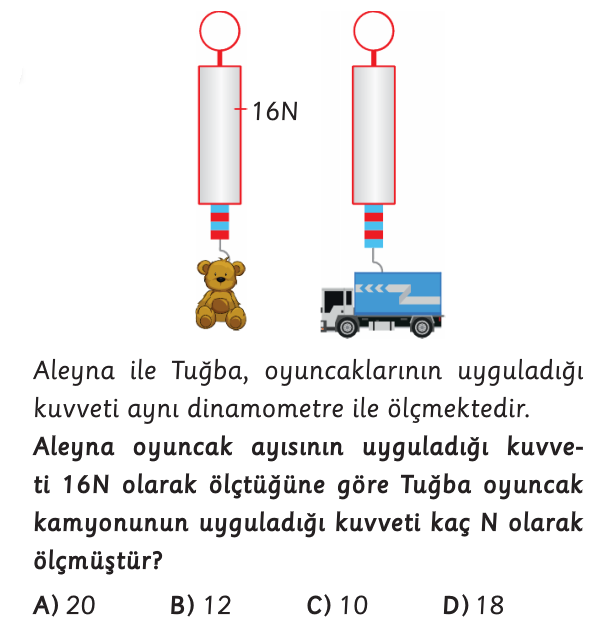 16N
Aleyna ile Tuğba, oyuncaklarının uyguladığı
kuvveti aynı dinamometre ile ölçmektedir.
Aleyna oyuncak ayısının uyguladığı kuvve-
ti 16N olarak ölçtüğüne göre Tuğba oyuncak
kamyonunun uyguladığı kuvveti kaç N olarak
ölçmüştür?
A) 20 B) 12 C) 10 D) 18